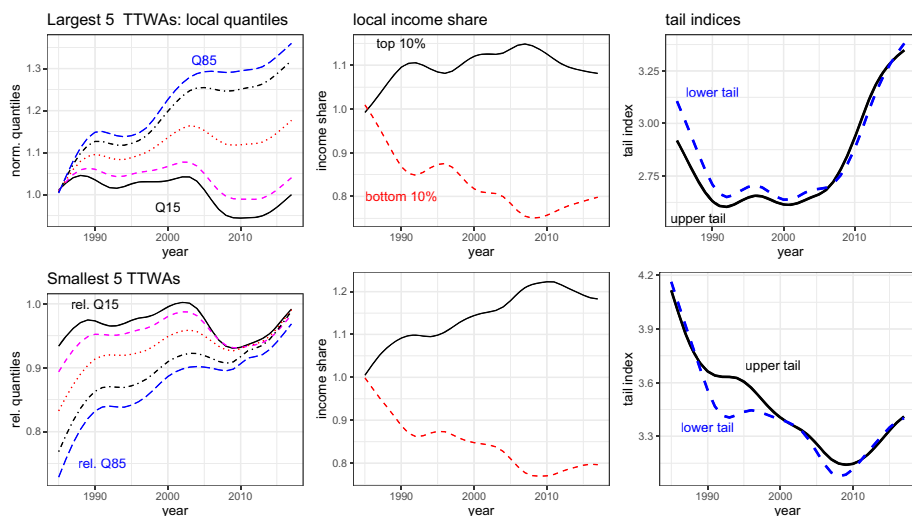 Largest 5 TTWAs: local quantiles
norm. quantiles
1.3
1.2
1.1
1.0
Q85
Q15
1990 2000 2010
year
local income share
income share
1.1
1.0
0.9
0.8
top 10%
bottom 10%
1990 2000 2010
year
tail indices
tail index
3.25
3.00
2.75
lower tail
upper tail
1990 2000 2010
year
Smallest 5 TTWAs
rel. quantiles
1.0
0.9
0.8
rel. Q15
rel. Q85
1990 2000 2010
year
income share
1.2
1.1
1.0
0.9
0.8
1990 2000 2010
year
tail index
4.2
3.9
3.6
3.3
upper tail
lower tail
1990 2000 2010
year